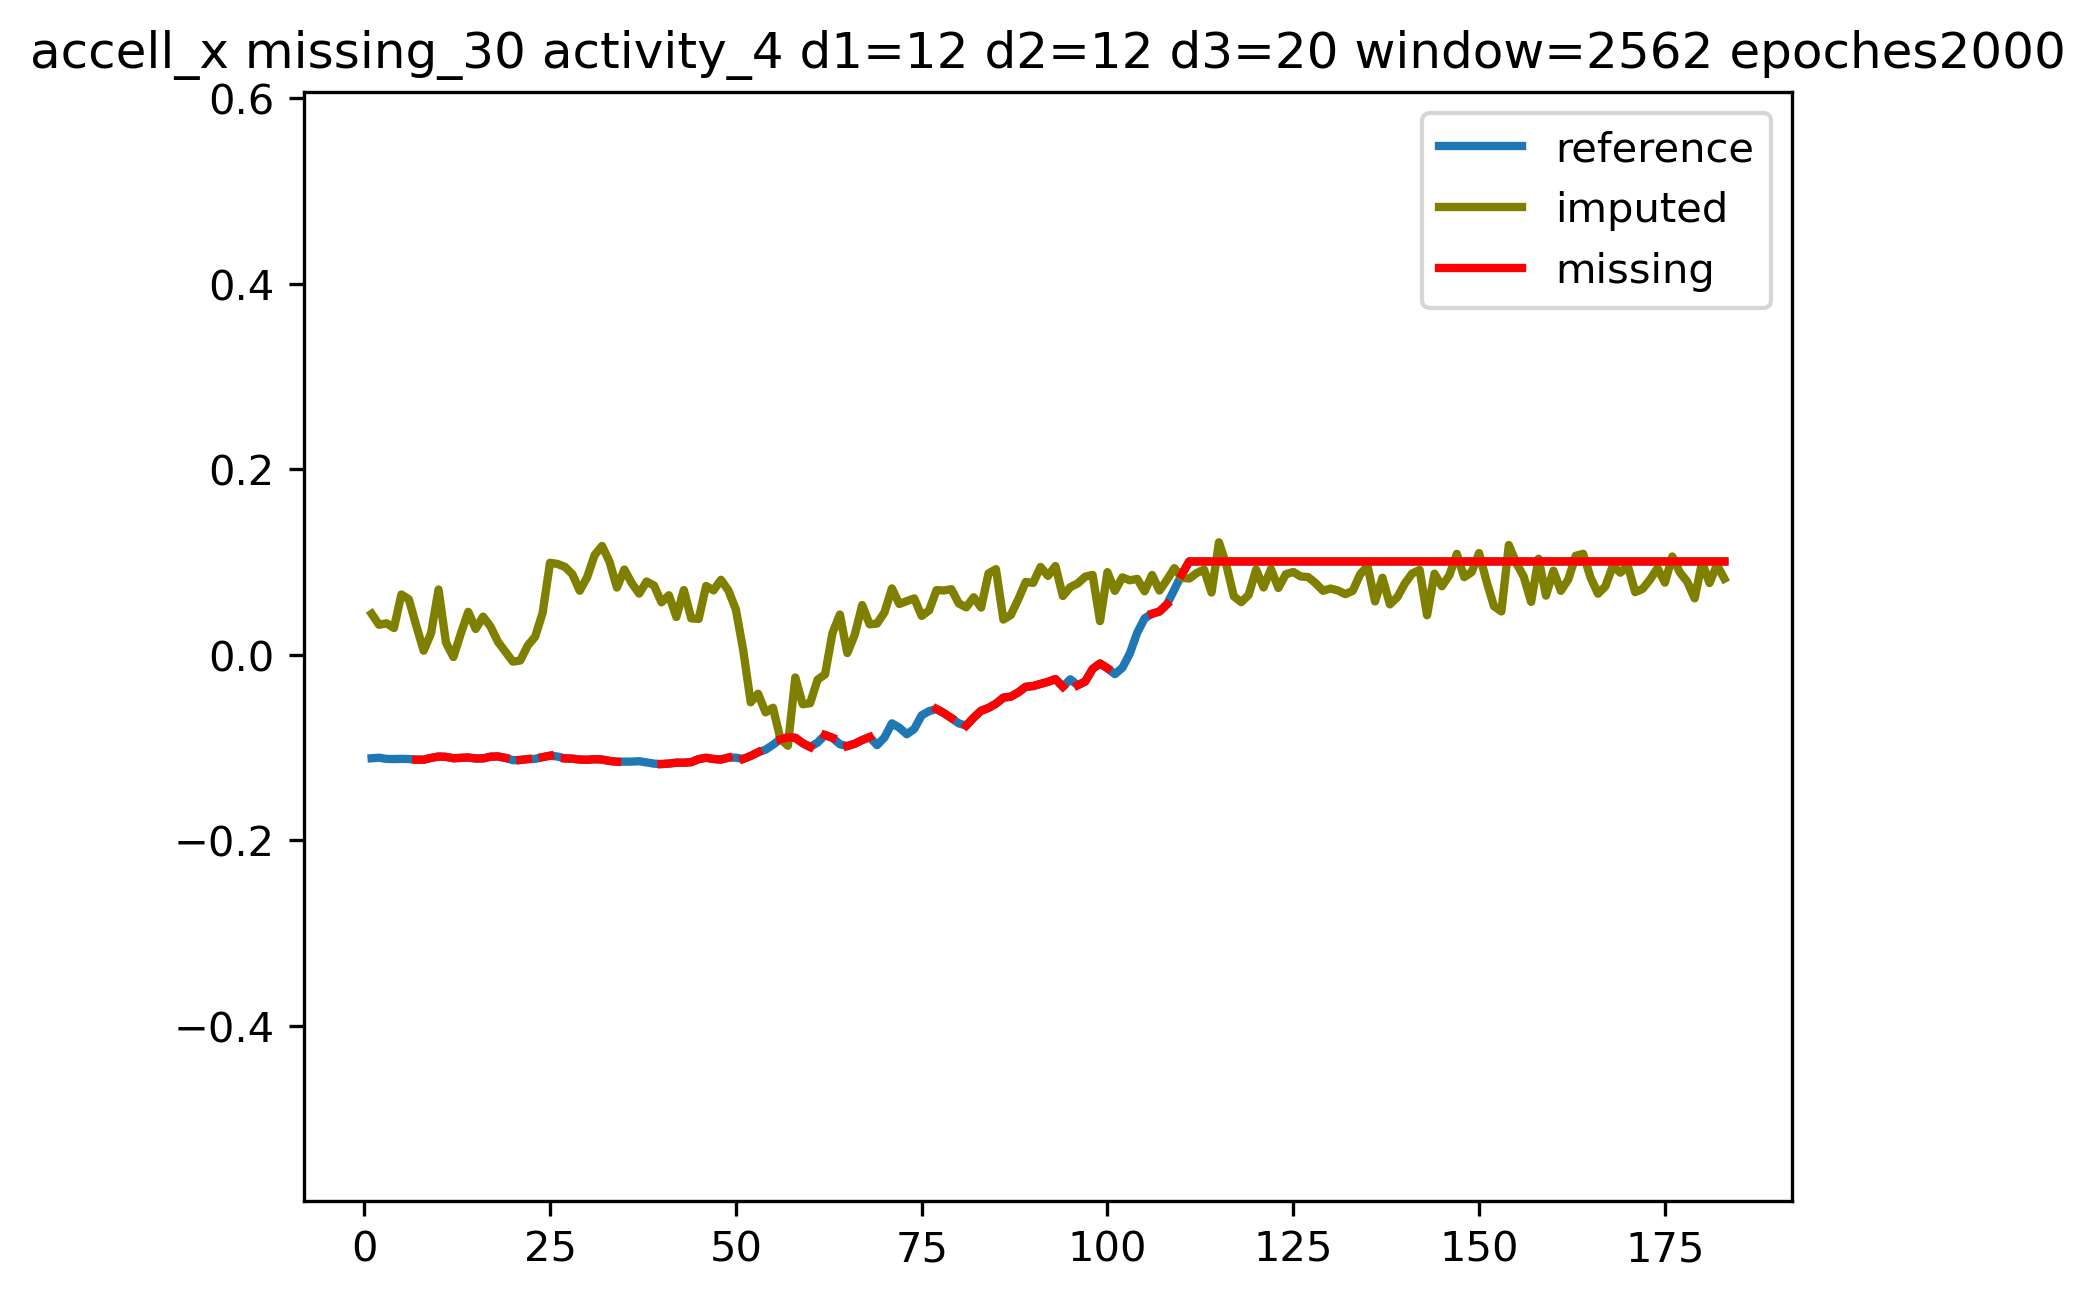 accell_x missing_30 activity_4 d1=12 d2=12 d3=20 window=2562 epoches2000
0.6
reference
imputed
missing
0.4
0.2
0.0
−0.2
−0.4
0 25 50 75 100 125 150 175